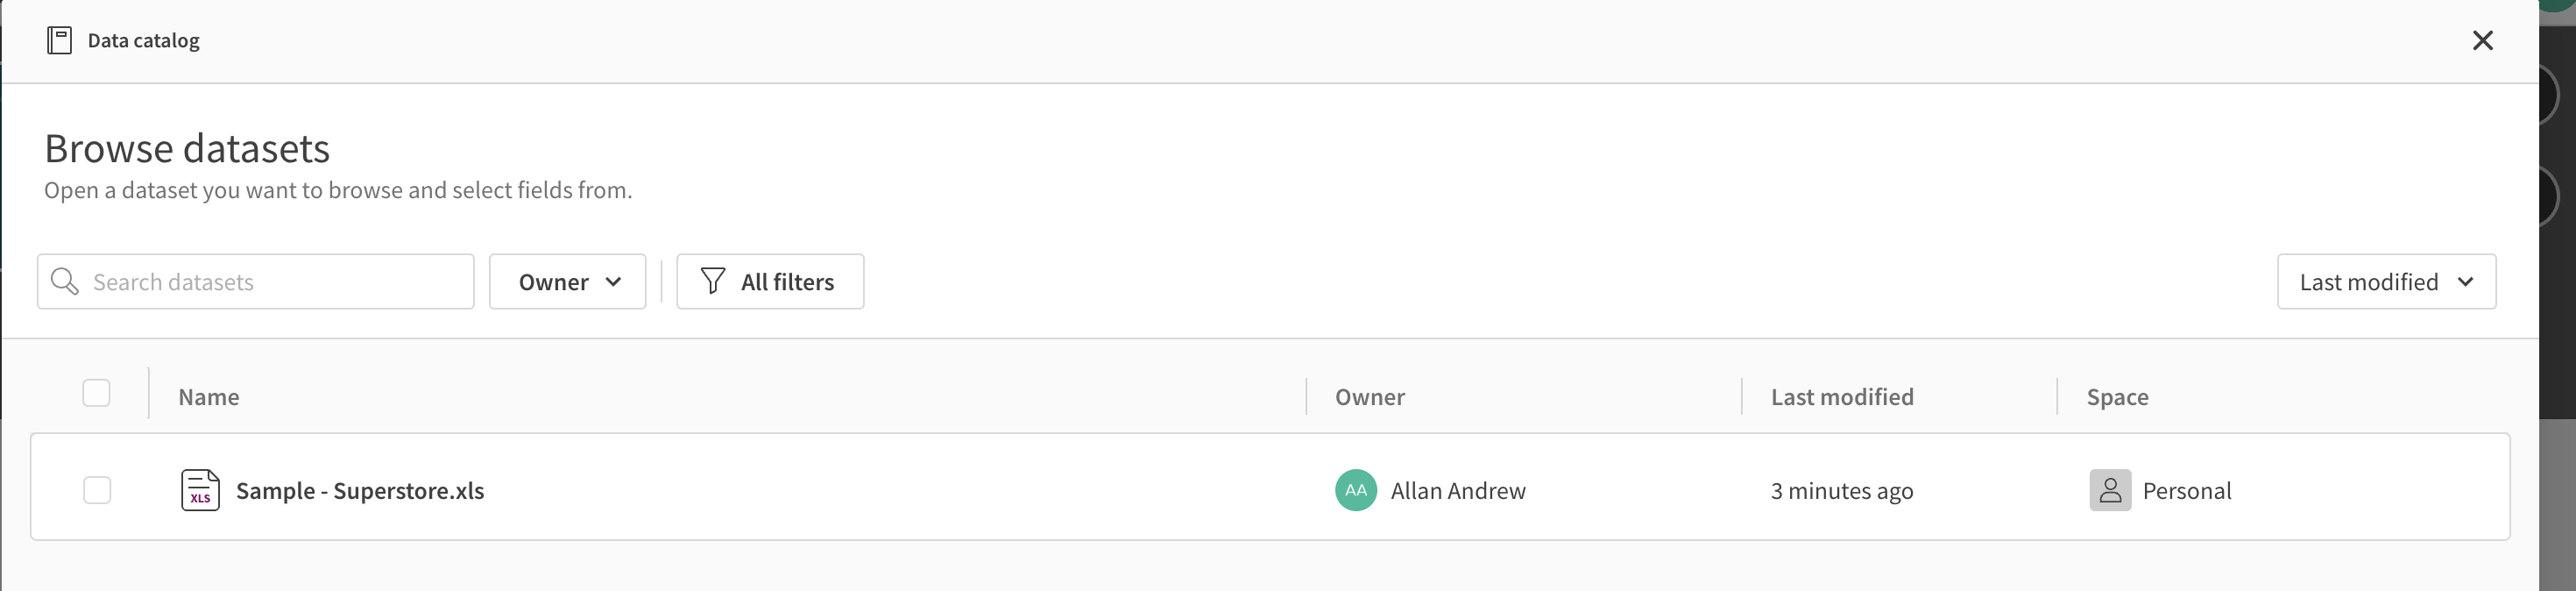 Data catalog
Browse datasets
Open a dataset you want to browse and select fields from.
Search datasets Owner All filters Last modified
Name Owner Last modified Space
XLS Sample - Superstore.xls AA Allan Andrew 3 minutes ago Personal